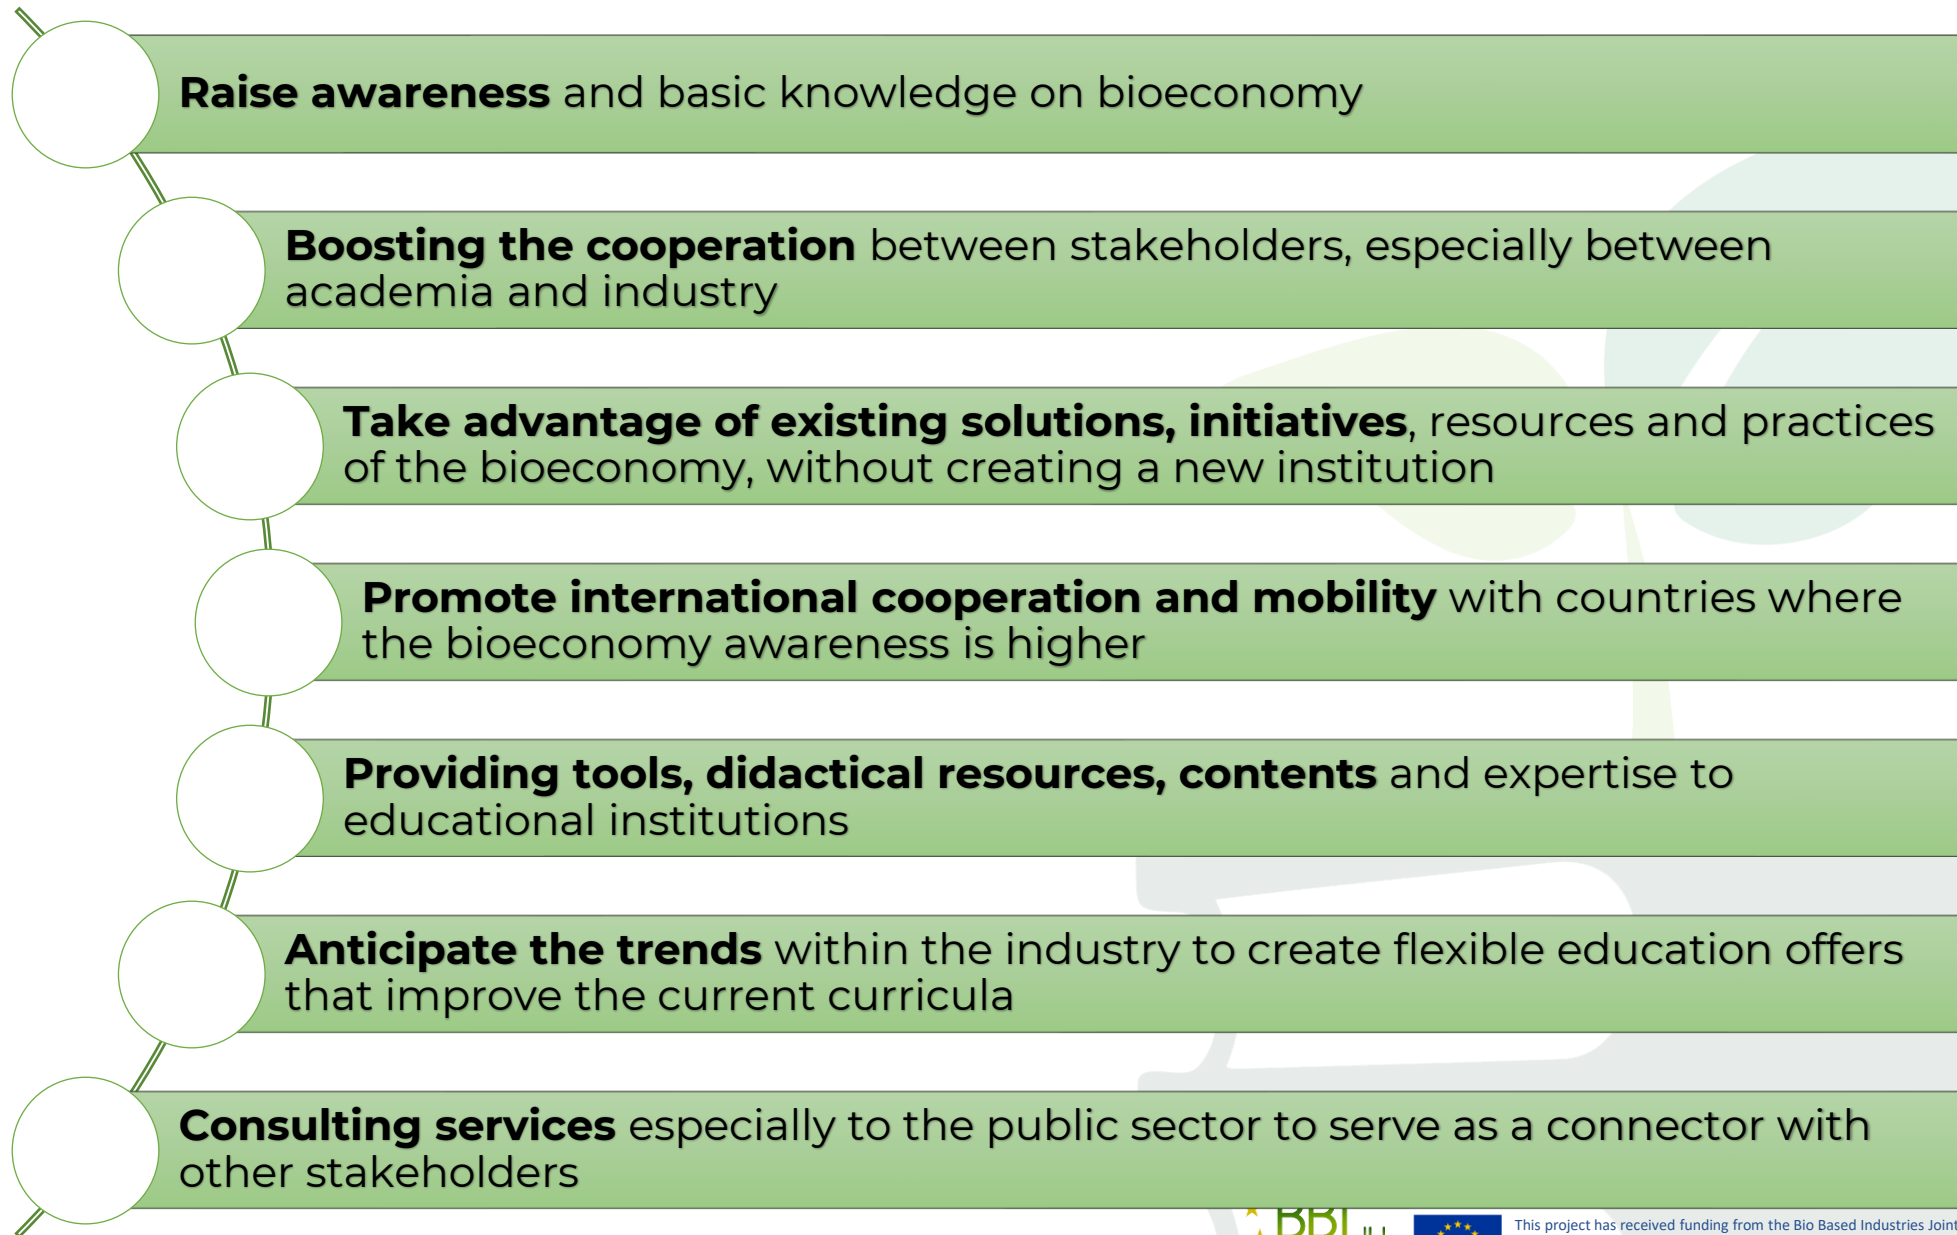 Raise awareness and basic knowledge on bioeconomy
Boosting the cooperation between stakeholders, especially between
academia and industry
Take advantage of existing solutions, initiatives, resources and practices
of the bioeconomy, without creating a new institution
Promote international cooperation and mobility with countries where
the bioeconomy awareness is higher
Providing tools, didactical resources, contents and expertise to
educational institutions
Anticipate the trends within the industry to create flexible education offers
that improve the current curricula
Consulting services especially to the public sector to serve as a connector with
other stakeholders
BBI
This project has received funding from the Bio Based Industries Joint